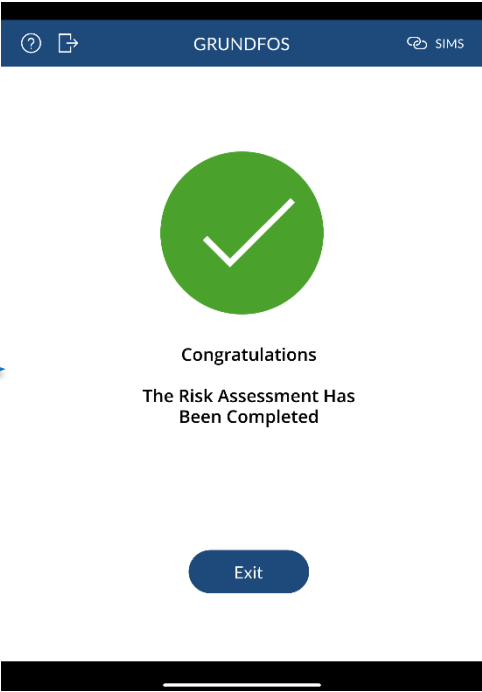 GRUNDFOS
SIMS
Congratulations
The Risk Assessment Has
Been Completed
Exit